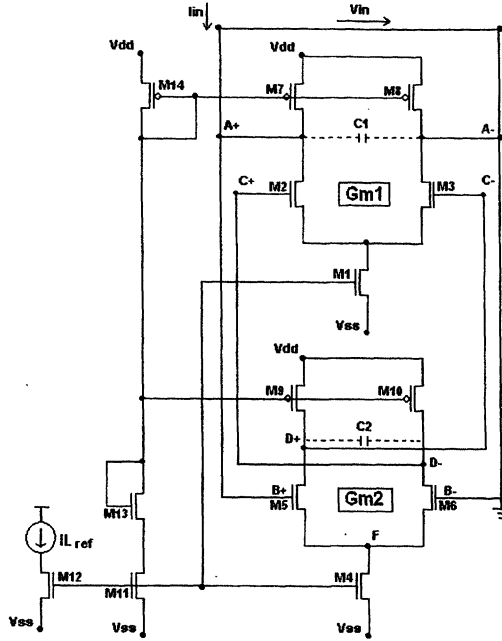 Iin
Vin
Vdd
Vdd
M14
M7
M8
C1
A+
A-
C+
C-
M2
Gm1
M3
M1
Vss
Vdd
M9
M10
C2
D+
D-
B+
B-
M5
Gm2
M6
M13
F
IL ref
M12
M11
M4
Vss
Vss
Vss